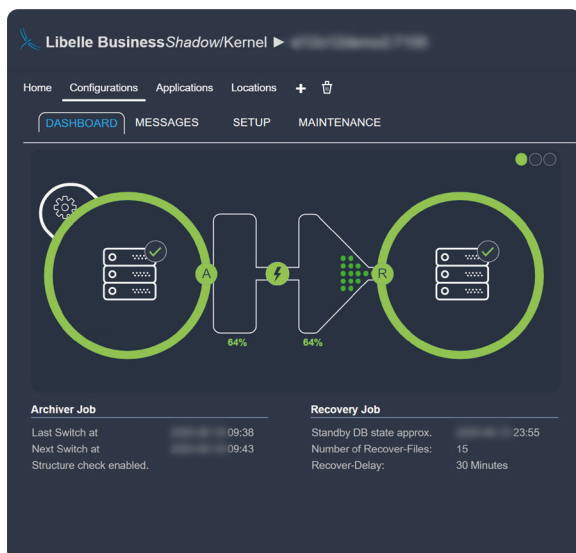 Libelle BusinessShadow/Kernel ▶
Home Configurations Applications Locations +
DASHBOARD MESSAGES SETUP MAINTENANCE
A R
64% 64%
Archiver Job
Last Switch at 09:38
Next Switch at 09:43
Structure check enabled.
Recovery Job
Standby DB state approx. 23:55
Number of Recover-Files: 15
Recover-Delay: 30 Minutes